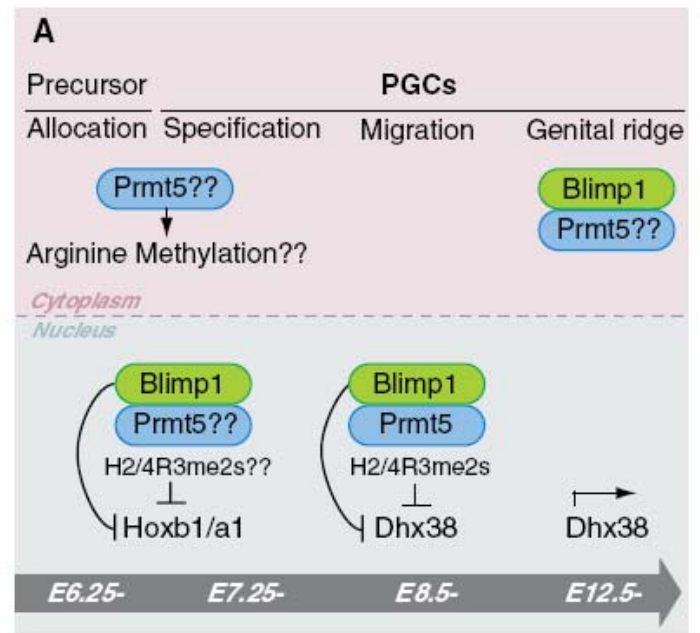 A
Precursor PGCs
Allocation Specification Migration Genital ridge
Prmt5?? Blimp1
Prmt5??
Arginine Methylation??
Cytoplasm
Nucleus
Blimp1 Blimp1
Prmt5?? Prmt5
H2/4R3me2s?? H2/4R3me2s
Hoxb1/a1 Dhx38 Dhx38
E6.25- E7.25- E8.5- E12.5-